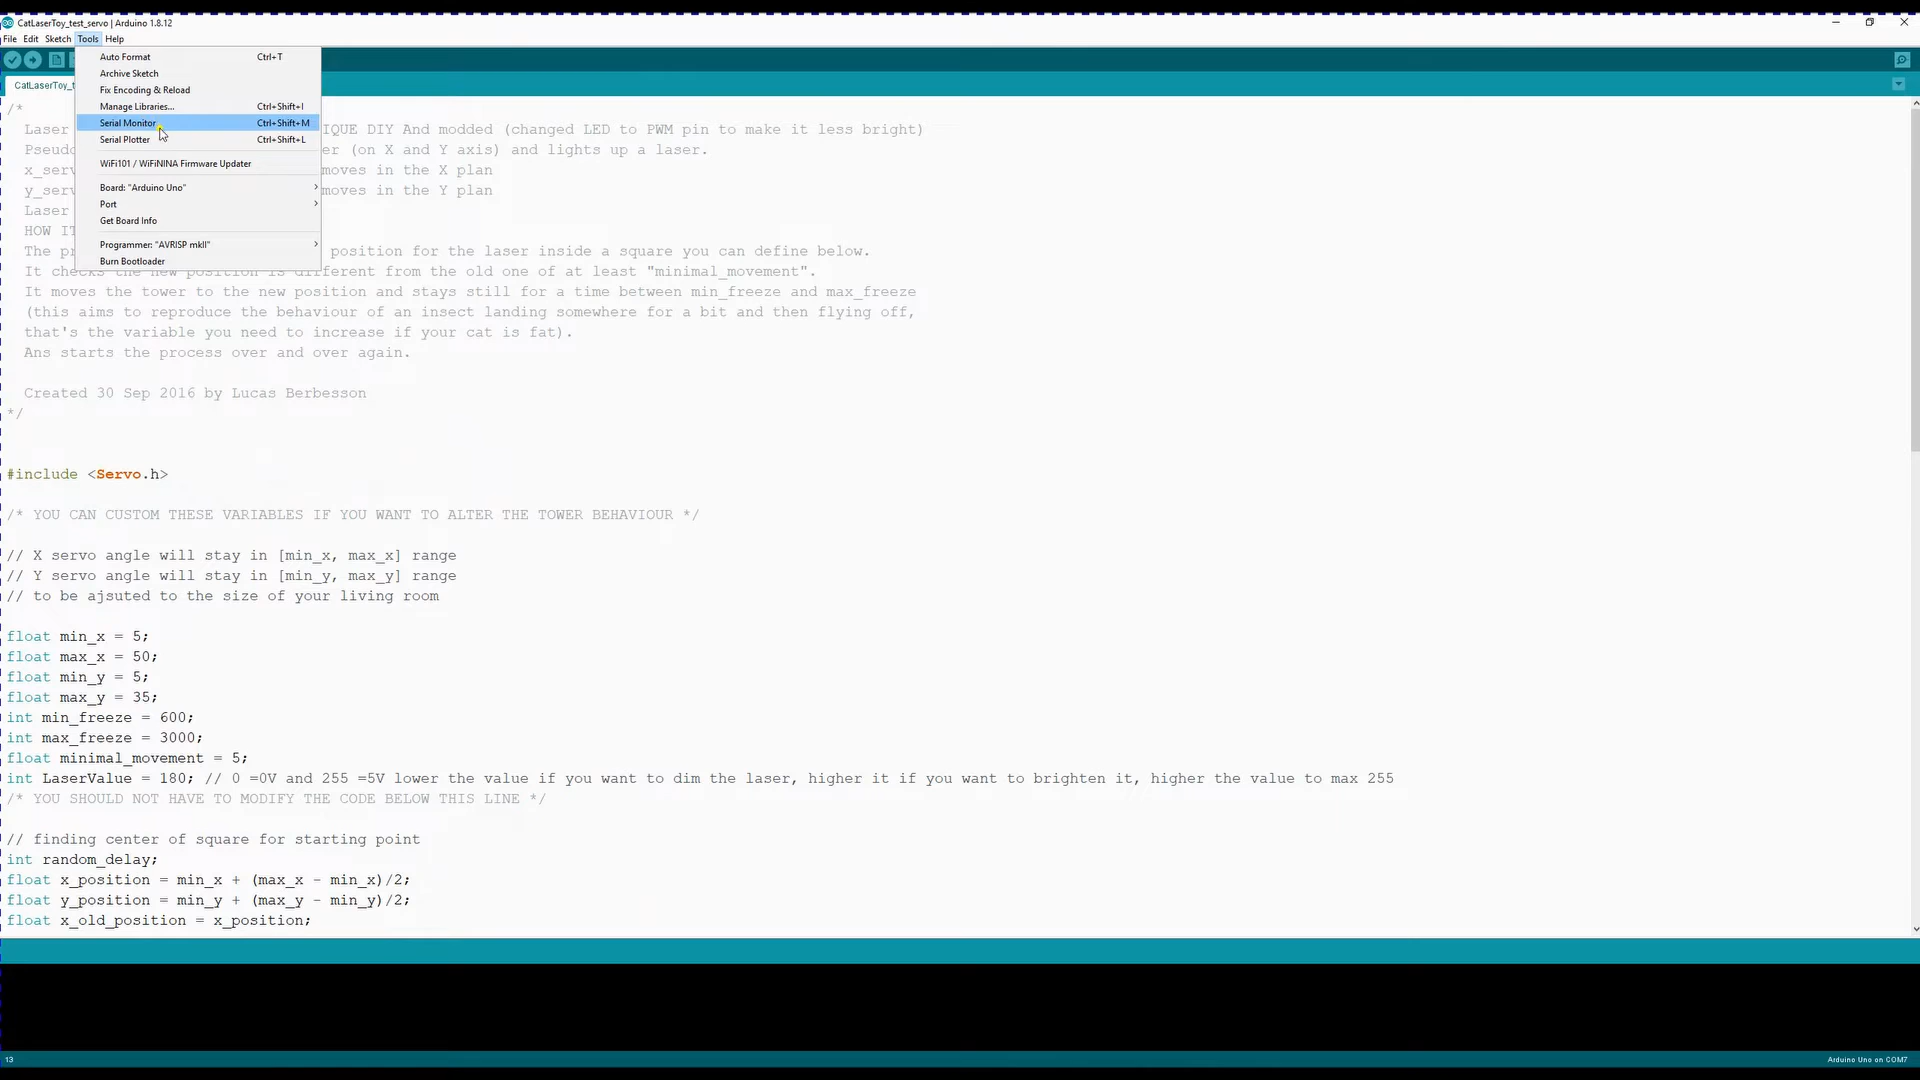 CatLaserToy_test_servo | Arduino 1.8.12
File Edit Sketch Tools Help
Auto Format Ctrl+T
Archive Sketch
Fix Encoding & Reload
Manage Libraries... Ctrl+Shift+I
Serial Monitor Ctrl+Shift+M
Serial Plotter Ctrl+Shift+L
WiFi101 / WiFiNINA Firmware Updater
Board: "Arduino Uno"
Port
Get Board Info
Programmer: "AVRISP mkII"
Burn Bootloader
CatLaserToy_t
/*
Laser IQUE DIY And modded (changed LED to PWM pin to make it less bright)
Pseudo er (on X and Y axis) and lights up a laser.
x_serv moves in the X plan
y_serv moves in the Y plan
Laser
HOW IT
The pr position for the laser inside a square you can define below.
It checks the new position is different from the old one of at least "minimal_movement".
It moves the tower to the new position and stays still for a time between min_freeze and max_freeze
(this aims to reproduce the behaviour of an insect landing somewhere for a bit and then flying off,
that's the variable you need to increase if your cat is fat).
Ans starts the process over and over again.
Created 30 Sep 2016 by Lucas Berbesson
*/
#include <Servo.h>
/* YOU CAN CUSTOM THESE VARIABLES IF YOU WANT TO ALTER THE TOWER BEHAVIOUR */
// X servo angle will stay in [min_x, max_x] range
// Y servo angle will stay in [min_y, max_y] range
// to be ajsuted to the size of your living room
float min_x = 5;
float max_x = 50;
float min_y = 5;
float max_y = 35;
int min_freeze = 600;
int max_freeze = 3000;
float minimal_movement = 5;
int LaserValue = 180; // 0 =0V and 255 =5V lower the value if you want to dim the laser, higher it if you want to brighten it, higher the value to max 255
/* YOU SHOULD NOT HAVE TO MODIFY THE CODE BELOW THIS LINE */
// finding center of square for starting point
int random_delay;
float x_position = min_x + (max_x - min_x)/2;
float y_position = min_y + (max_y - min_y)/2;
float x_old_position = x_position;
13
Arduino Uno on COM7